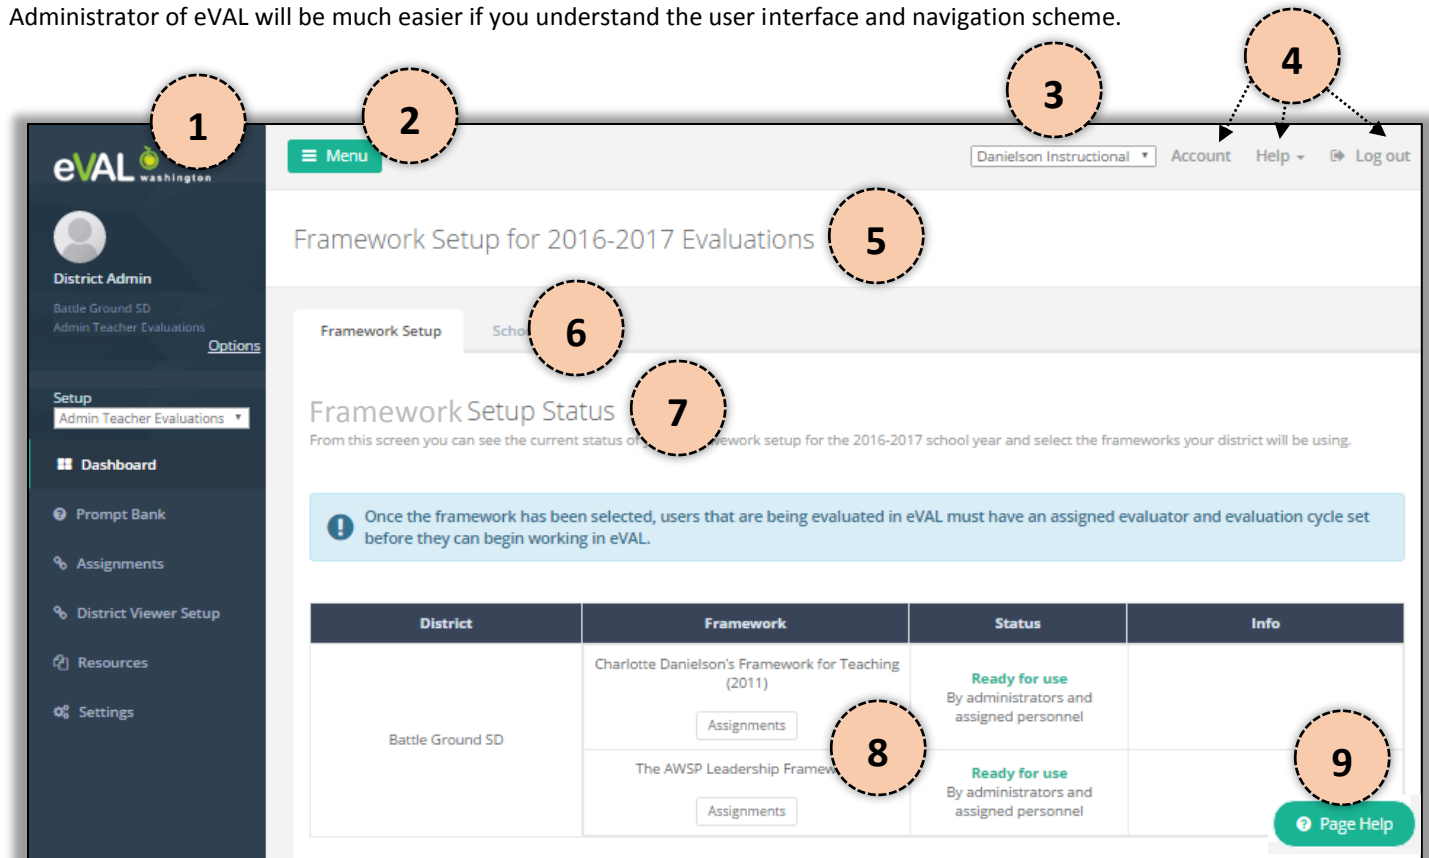 Administrator of eVAL will be much easier if you understand the user interface and navigation scheme.
1
2
3
4
eVAL washington
Menu
Danielson Instructional
Account
Help
Log out
District Admin
Battle Ground SD
Admin Teacher Evaluations
Options
Framework Setup for 2016-2017 Evaluations
5
Framework Setup
6
Setup
Admin Teacher Evaluations
Dashboard
Prompt Bank
Assignments
District Viewer Setup
Resources
Settings
Framework Setup Status
7
From this screen you can see the current status of setup for the 2016-2017 school year and select the frameworks your district will be using.
Once the framework has been selected, users that are being evaluated in eVAL must have an assigned evaluator and evaluation cycle set
before they can begin working in eVAL.
District
Framework
Status
Info
Battle Ground SD
Charlotte Danielson's Framework for Teaching
(2011)
Assignments
Ready for use
By administrators and
assigned personnel
The AWSP Leadership
8
Assignments
Ready for use
By administrators and
assigned personnel
9
Page Help